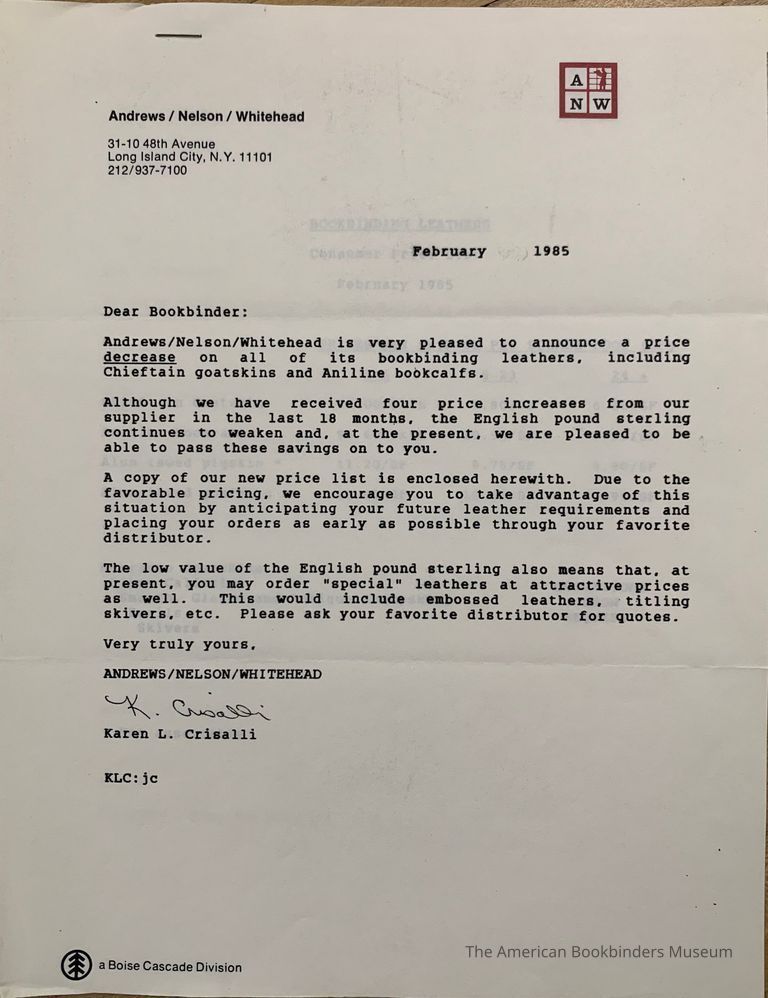 A
N W
Andrews / Nelson / Whitehead
31-10 48th Avenue
Long Island City, N.Y. 11101
212/937-7100
BOOKBINDING LEATHERS
February 1985
February 1985
Dear Bookbinder:
Andrews/Nelson/Whitehead is very pleased to announce a price
decrease on all of its bookbinding leathers, including
Chieftain goatskins and Aniline bookcalfs.
Although we have received four price increases from our
supplier in the last 18 months, the English pound sterling
continues to weaken and, at the present, we are pleased to be
able to pass these savings on to you.
A copy of our new price list is enclosed herewith. Due to the
favorable pricing, we encourage you to take advantage of this
situation by anticipating your future leather requirements and
placing your orders as early as possible through your favorite
distributor.
The low value of the English pound sterling also means that, at
present, you may order "special" leathers at attractive prices
as well. This would include embossed leathers, titling
skivers, etc. Please ask your favorite distributor for quotes.
Skivers
Very truly yours,
ANDREWS/NELSON/WHITEHEAD
K. Crisalli
Karen L. Crisalli
KLC:jc
a Boise Cascade Division
The American Bookbinders Museum